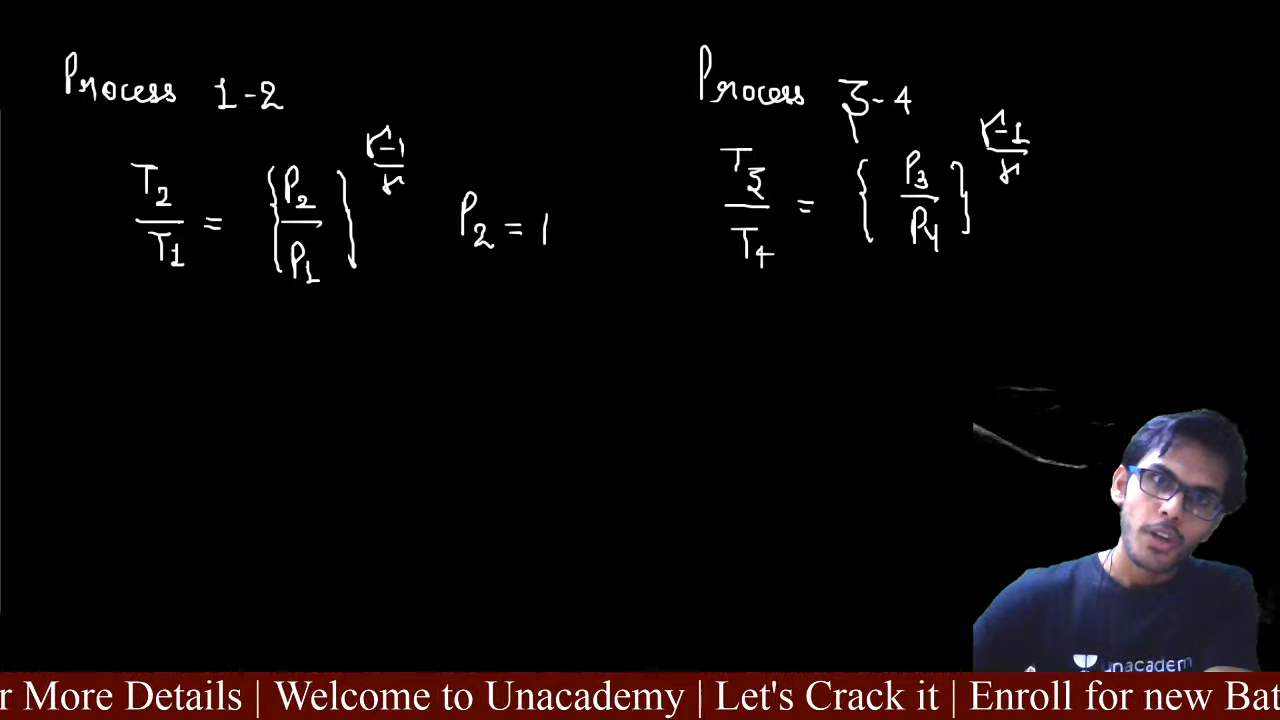 Process 1-2
T2/T1 = {P2/P1}^(γ-1)/γ P2 = 1
Process 3-4
T3/T4 = {P3/P4}^(γ-1)/γ
unacadem
r More Details | Welcome to Unacademy | Let's Crack it | Enroll for new Bat